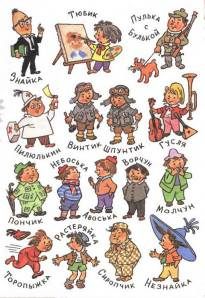 Знайка
Тюбик
Пулька с
Булькой
Пилюлькин
Винтик
Шпунтик
Гусля
Пончик
Небоська
Авоська
Ворчун
Молчун
Торопыжка
Растеряйка
Сиропчик
Незнайка